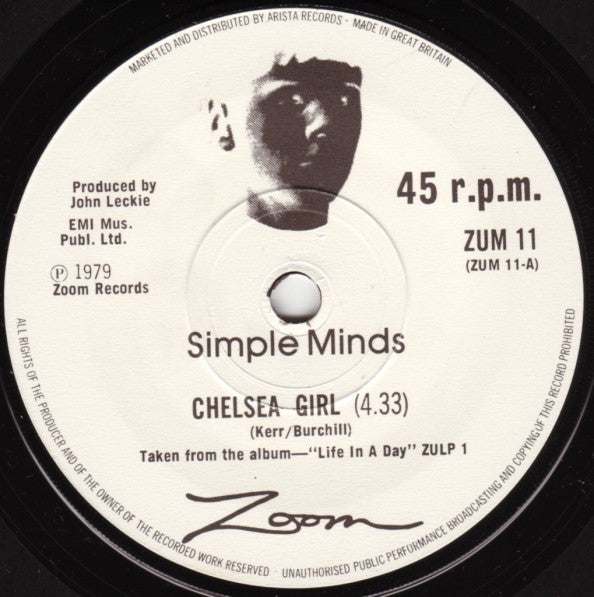 MARKETED AND DISTRIBUTED BY ARISTA RECORDS · MADE IN GREAT BRITAIN
Produced by
John Leckie
EMI Mus.
Publ. Ltd.
Ⓟ 1979
Zoom Records
45 r.p.m.
ZUM 11
(ZUM 11-A)
Simple Minds
CHELSEA GIRL (4.33)
(Kerr/Burchill)
Taken from the album—"Life In A Day" ZULP 1
Zoom
ALL RIGHTS OF THE PRODUCER AND OF THE OWNER OF THE RECORDED WORK RESERVED · UNAUTHORISED PUBLIC PERFORMANCE BROADCASTING AND COPYING OF THIS RECORD PROHIBITED